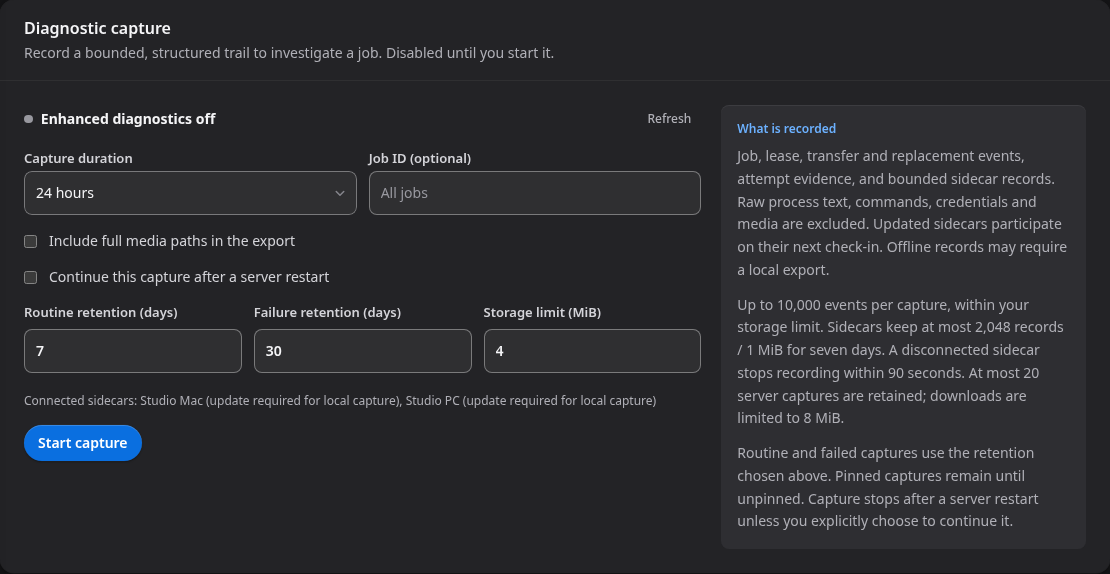 Diagnostic capture
Record a bounded, structured trail to investigate a job. Disabled until you start it.
Enhanced diagnostics off
Refresh
Capture duration
Job ID (optional)
24 hours
All jobs
Include full media paths in the export
Continue this capture after a server restart
Routine retention (days)
Failure retention (days)
Storage limit (MiB)
7
30
4
Connected sidecars: Studio Mac (update required for local capture), Studio PC (update required for local capture)
Start capture
What is recorded
Job, lease, transfer and replacement events,
attempt evidence, and bounded sidecar records.
Raw process text, commands, credentials and
media are excluded. Updated sidecars participate
on their next check-in. Offline records may require
a local export.
Up to 10,000 events per capture, within your
storage limit. Sidecars keep at most 2,048 records
/ 1 MiB for seven days. A disconnected sidecar
stops recording within 90 seconds. At most 20
server captures are retained; downloads are
limited to 8 MiB.
Routine and failed captures use the retention
chosen above. Pinned captures remain until
unpinned. Capture stops after a server restart
unless you explicitly choose to continue it.